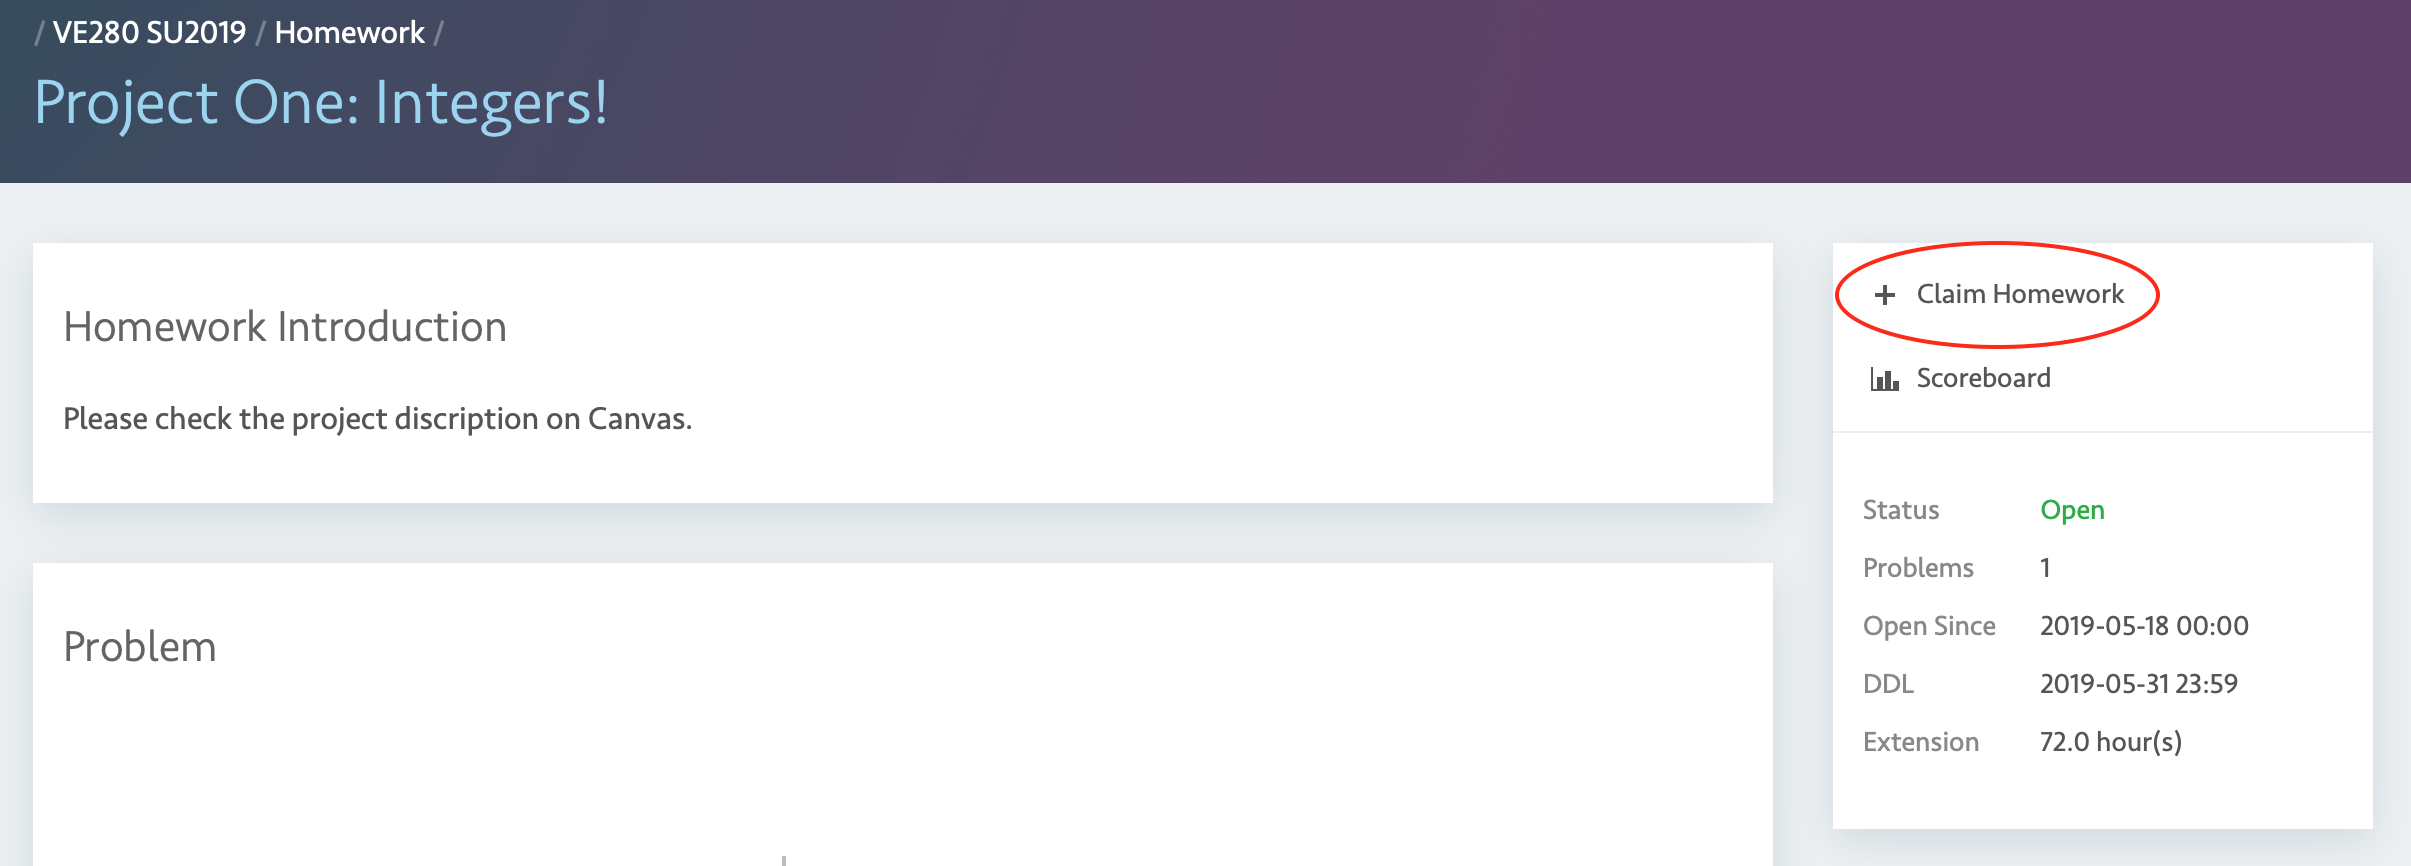 / VE280 SU2019 / Homework /
Project One: Integers!
Homework Introduction
Please check the project discription on Canvas.
Problem
+ Claim Homework
Scoreboard
Status Open
Problems 1
Open Since 2019-05-18 00:00
DDL 2019-05-31 23:59
Extension 72.0 hour(s)